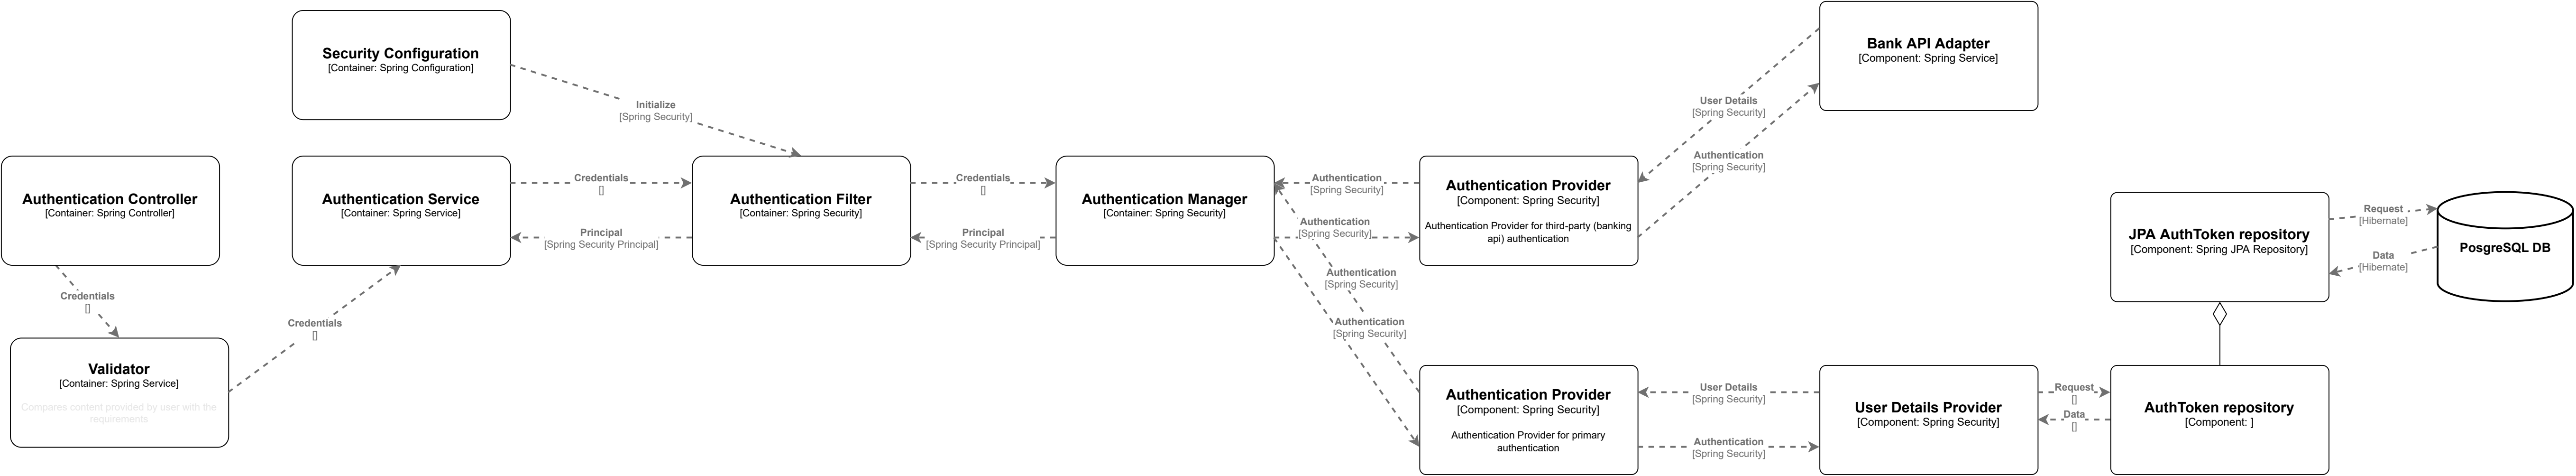 Security Configuration
[Container: Spring Configuration]
Bank API Adapter
[Component: Spring Service]
Initialize
[Spring Security]
User Details
[Spring Security]
Authentication
[Spring Security]
Authentication Controller
[Container: Spring Controller]
Authentication Service
[Container: Spring Service]
Credentials
[]
Principal
[Spring Security Principal]
Authentication Filter
[Container: Spring Security]
Credentials
[]
Principal
[Spring Security Principal]
Authentication Manager
[Container: Spring Security]
Authentication
[Spring Security]
Authentication
[Spring Security]
Authentication Provider
[Component: Spring Security]
Authentication Provider for third-party (banking
api) authentication
JPA AuthToken repository
[Component: Spring JPA Repository]
Request
[Hibernate]
Data
[Hibernate]
PosgreSQL DB
Credentials
[]
Credentials
[]
Authentication
[Spring Security]
Authentication
[Spring Security]
Validator
[Container: Spring Service]
Compares content provided by user with the
requirements
Authentication Provider
[Component: Spring Security]
Authentication Provider for primary
authentication
User Details
[Spring Security]
Authentication
[Spring Security]
User Details Provider
[Component: Spring Security]
Request
[]
Data
[]
AuthToken repository
[Component: ]